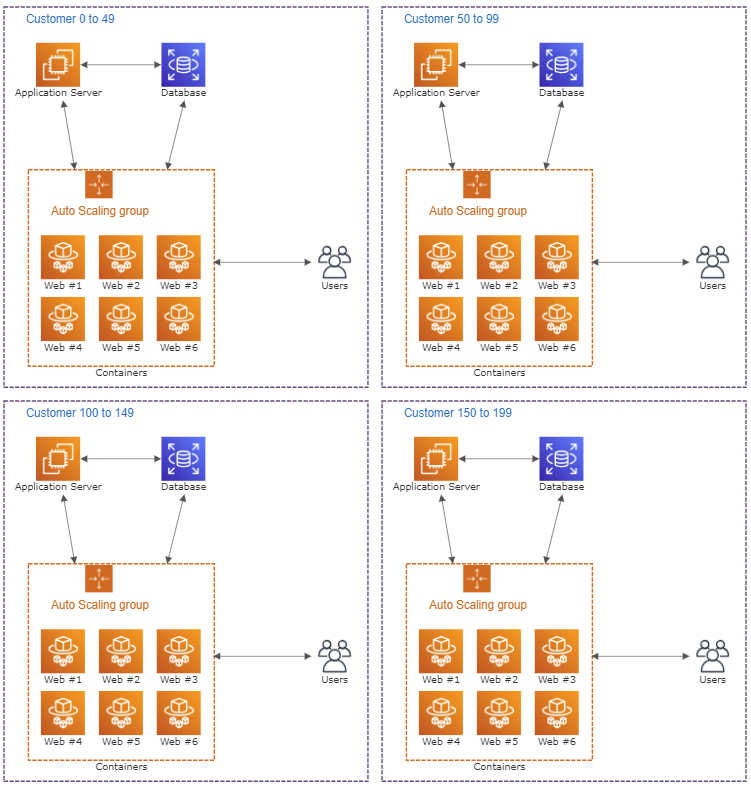 Customer 0 to 49
Application Server
Database
Auto Scaling group
Web #1 Web #2 Web #3
Users
Web #4 Web #5 Web #6
Containers
Customer 50 to 99
Application Server
Database
Auto Scaling group
Web #1 Web #2 Web #3
Users
Web #4 Web #5 Web #6
Containers
Customer 100 to 149
Application Server
Database
Auto Scaling group
Web #1 Web #2 Web #3
Users
Web #4 Web #5 Web #6
Containers
Customer 150 to 199
Application Server
Database
Auto Scaling group
Web #1 Web #2 Web #3
Users
Web #4 Web #5 Web #6
Containers